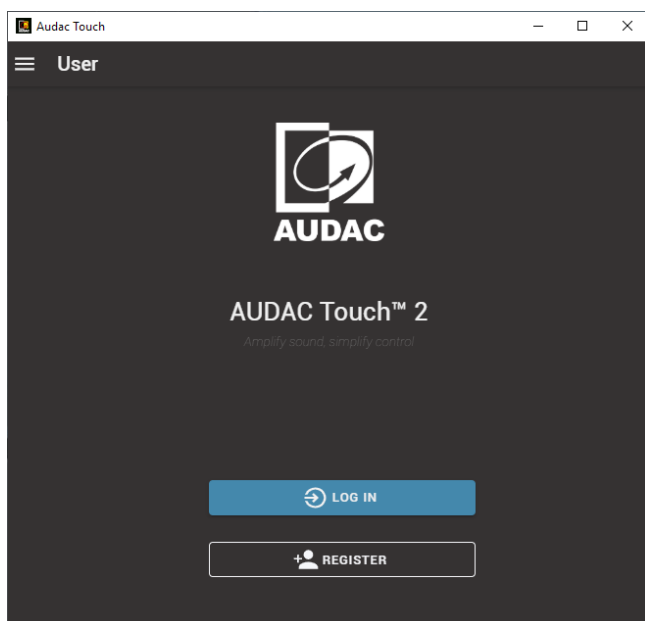 Audac Touch
User
AUDAC
AUDAC Touch™ 2
Amplify sound, simplify control
LOG IN
REGISTER